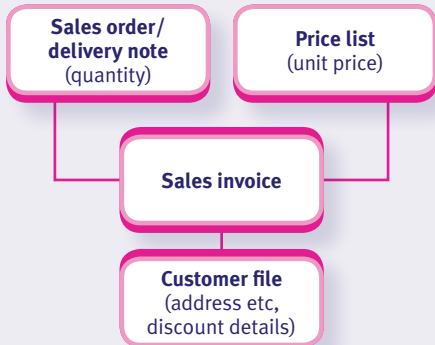 Sales order/
delivery note
(quantity)
Price list
(unit price)
Sales invoice
Customer file
(address etc,
discount details)